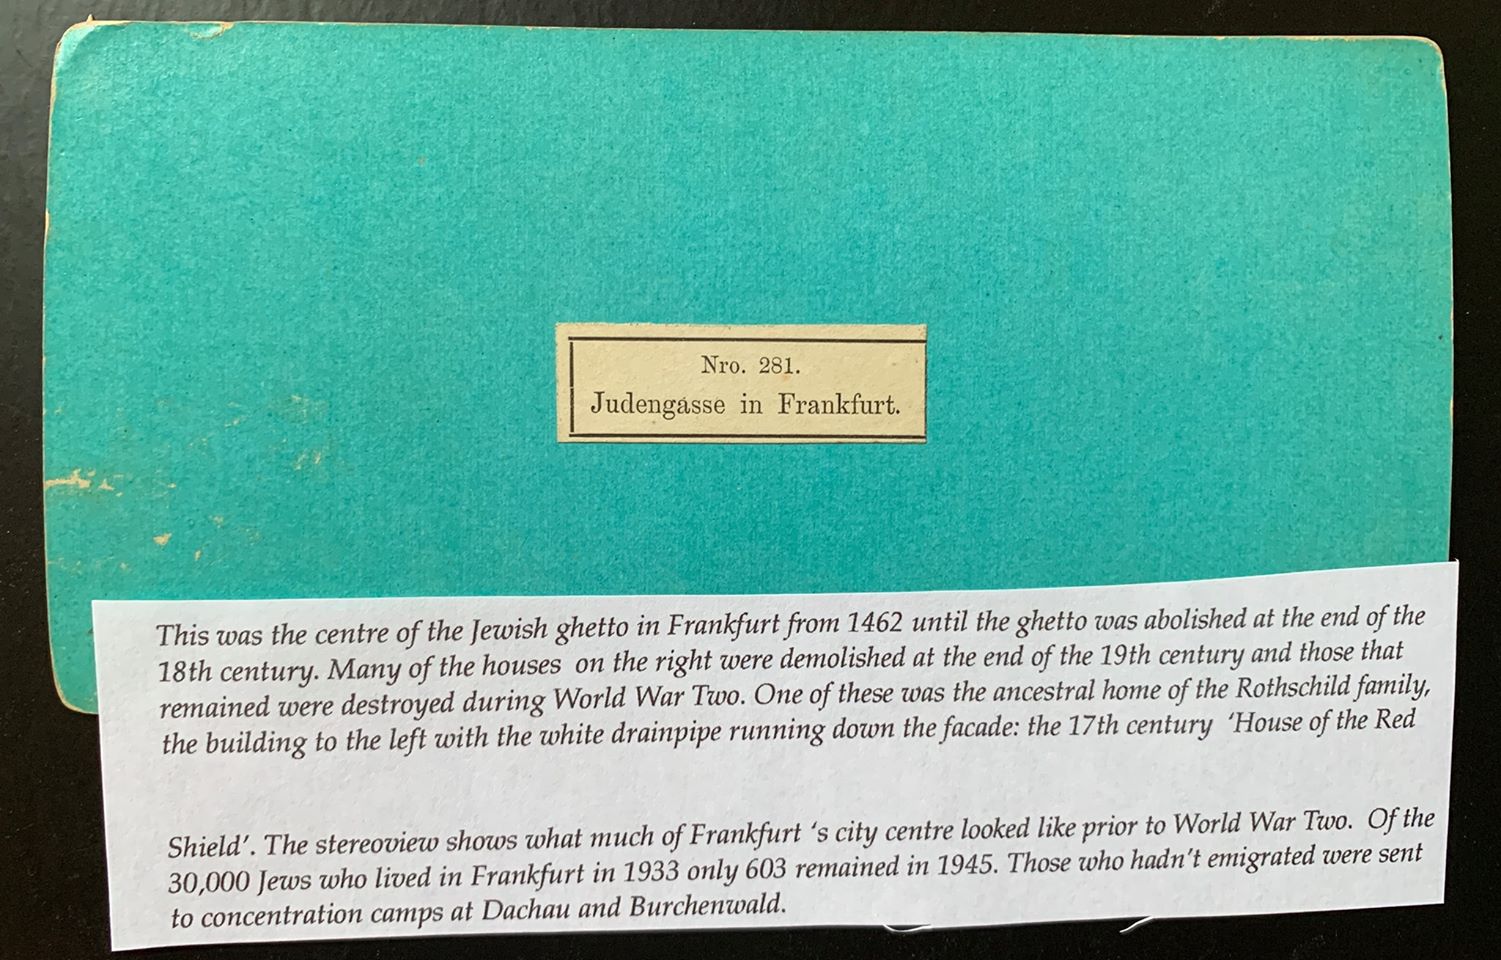 Nro. 281.
Judengasse in Frankfurt.
This was the centre of the Jewish ghetto in Frankfurt from 1462 until the ghetto was abolished at the end of the
18th century. Many of the houses on the right were demolished at the end of the 19th century and those that
remained were destroyed during World War Two. One of these was the ancestral home of the Rothschild family,
the building to the left with the white drainpipe running down the facade: the 17th century 'House of the Red
Shield'. The stereoview shows what much of Frankfurt 's city centre looked like prior to World War Two. Of the
30,000 Jews who lived in Frankfurt in 1933 only 603 remained in 1945. Those who hadn't emigrated were sent
to concentration camps at Dachau and Burchenwald.